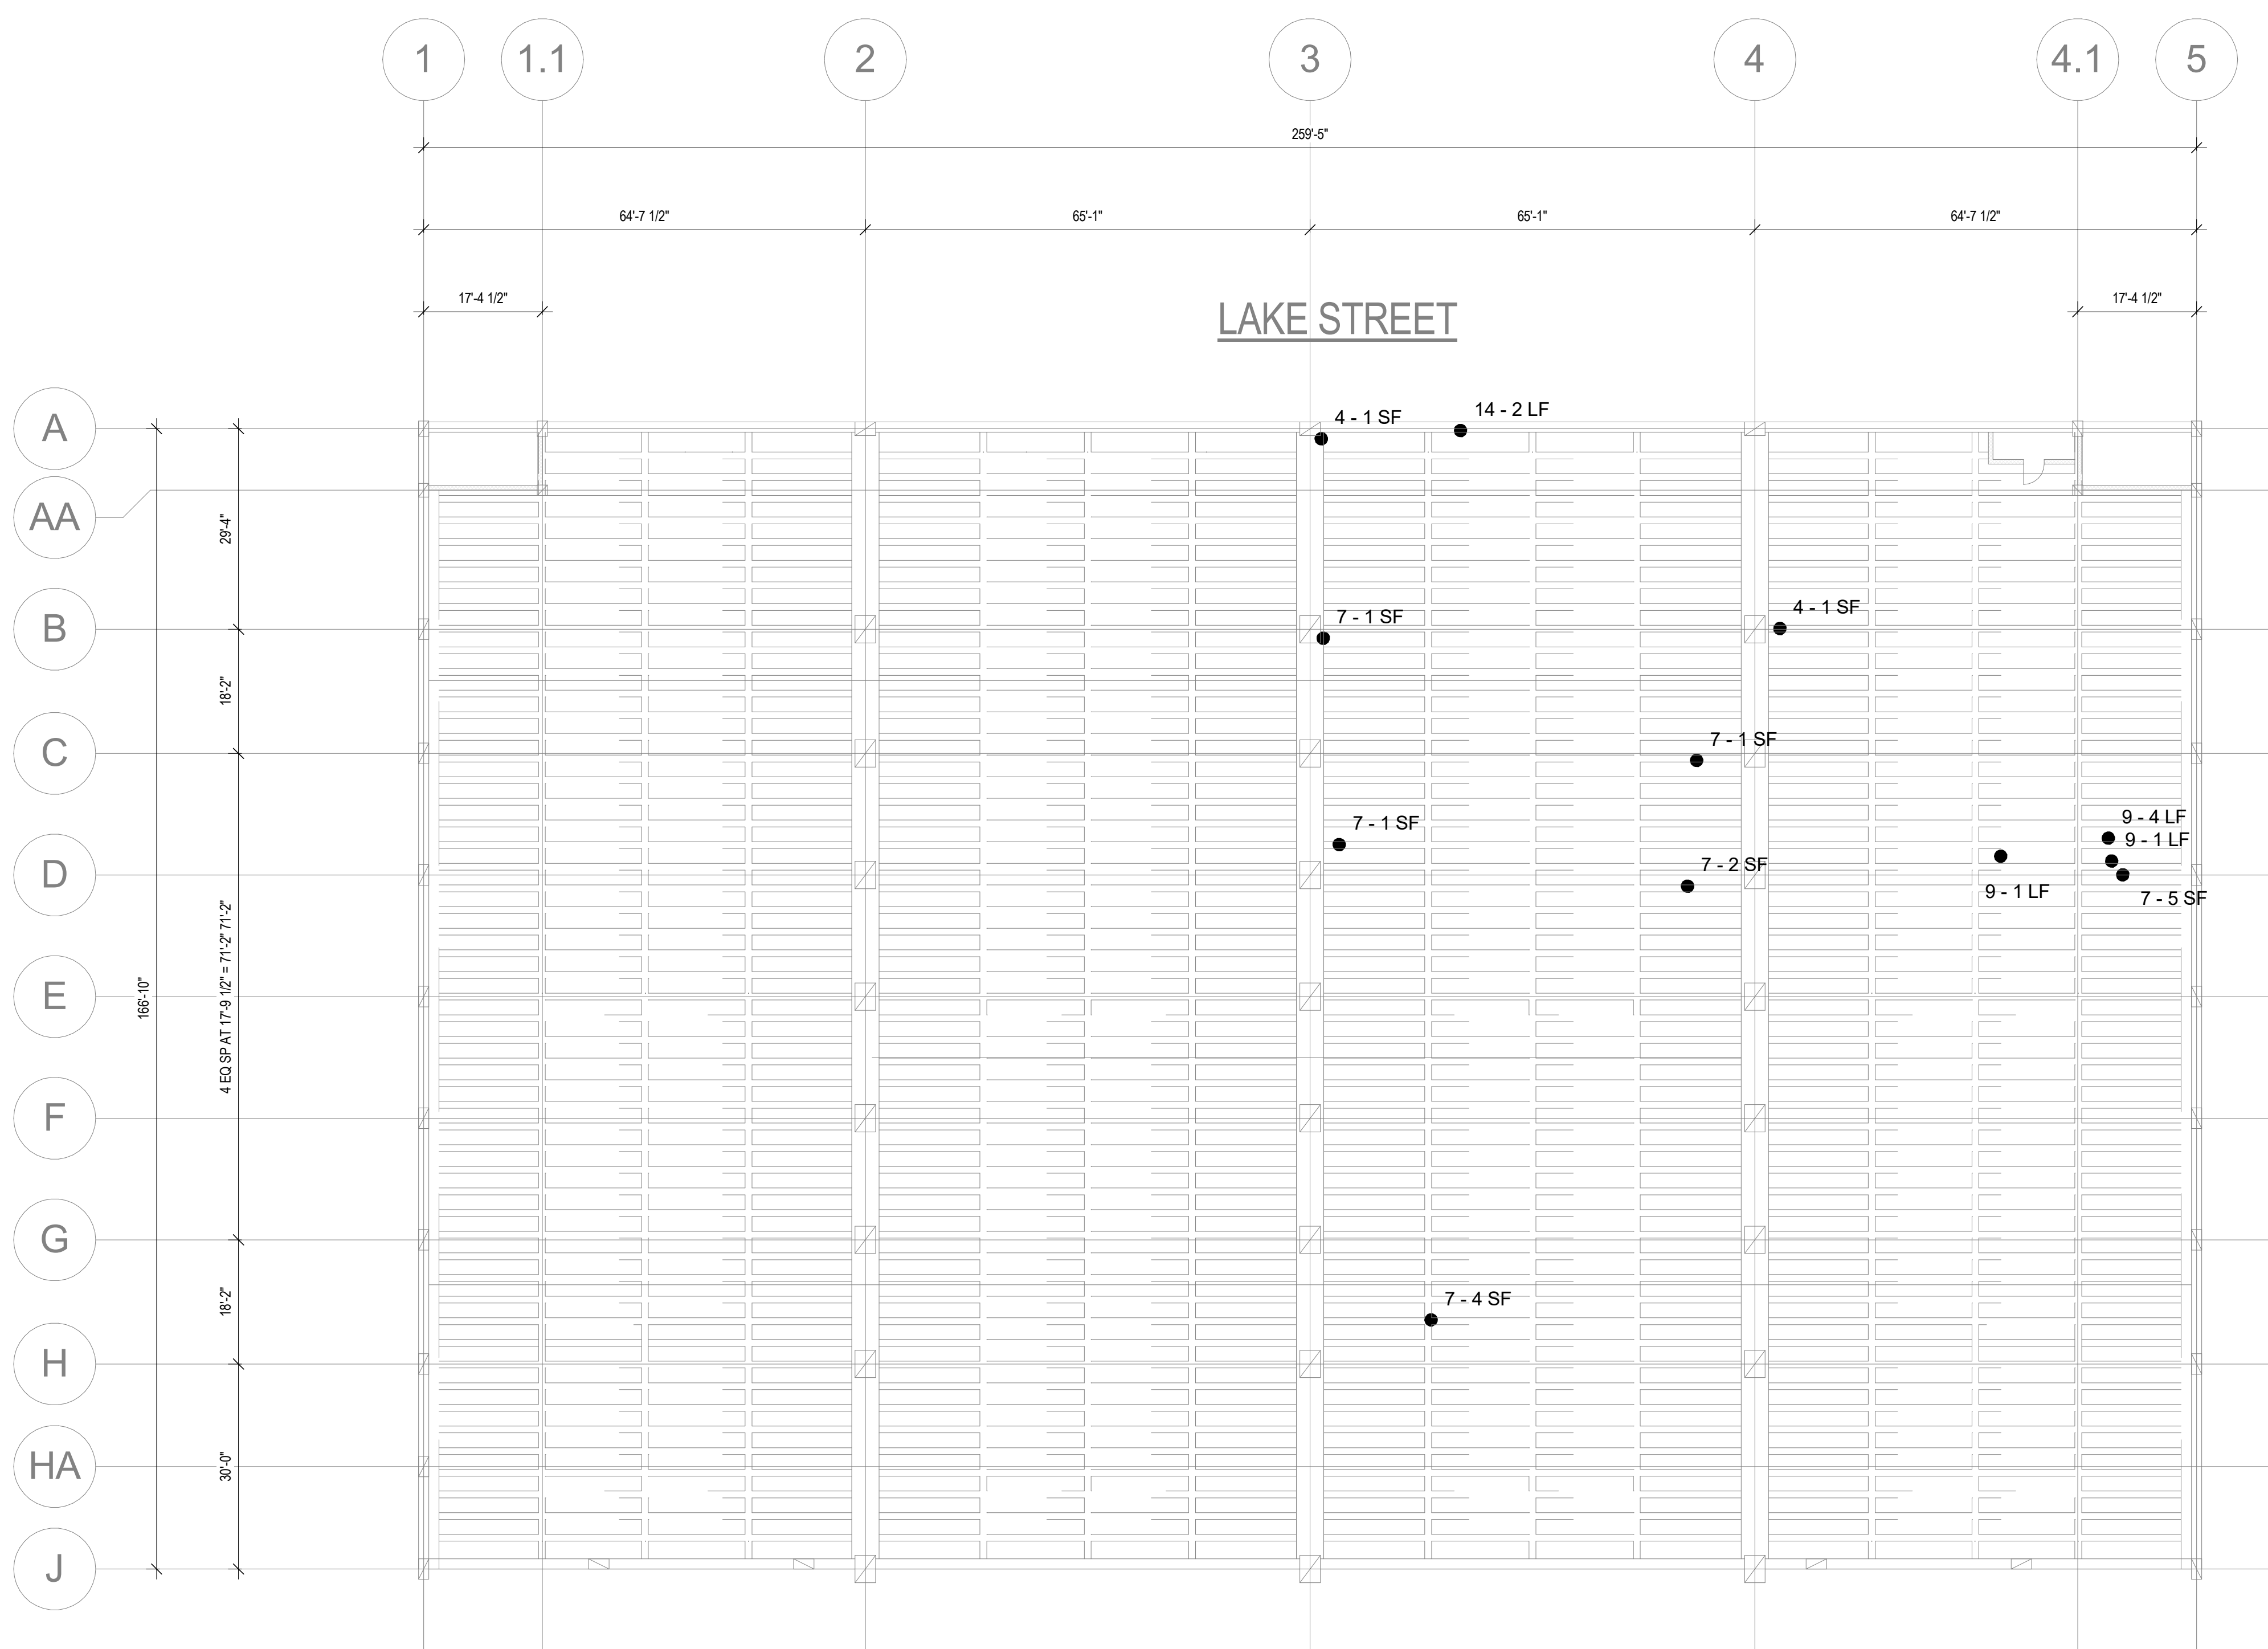 1
1.1
2
3
4
4.1
5
259'-5"
64'-7 1/2"
65'-1"
65'-1"
64'-7 1/2"
17'-4 1/2"
17'-4 1/2"
LAKE STREET
A
4 - 1 SF
14 - 2 LF
AA
29'-4"
B
7 - 1 SF
4 - 1 SF
18'-2"
C
7 - 1 SF
7 - 1 SF
9 - 4 LF
9 - 1 LF
D
7 - 2 SF
9 - 1 LF
7 - 5 SF
166'-10"
4 EQ SP AT 17'-9 1/2" = 71'-2" 71'-2"
E
F
G
18'-2"
7 - 4 SF
H
HA
30'-0"
J